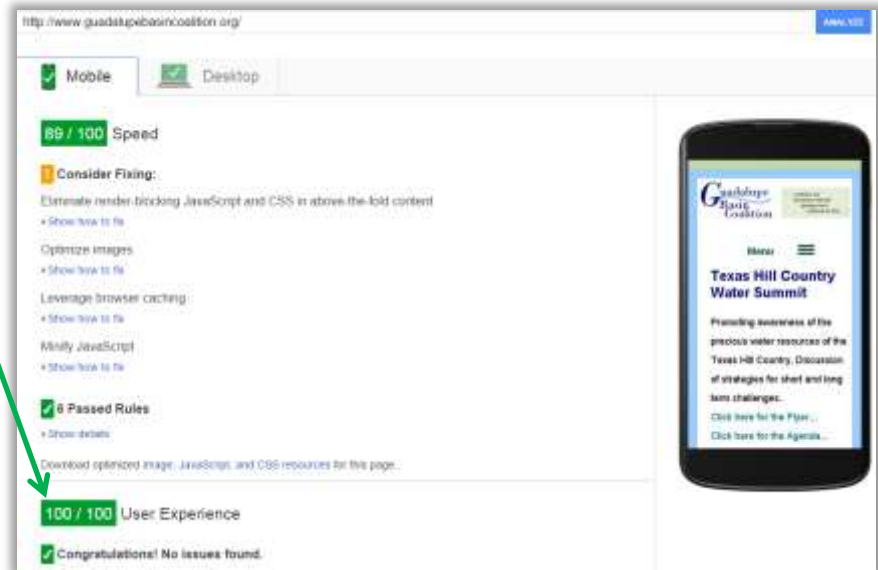 http://www.guadalupebasincoalition.org/
ANALYZE
Mobile
Desktop
89 / 100 Speed
Consider Fixing:
Eliminate render-blocking JavaScript and CSS in above-the-fold content
Show how to fix
Optimize images
Show how to fix
Leverage browser caching
Show how to fix
Minify JavaScript
Show how to fix
6 Passed Rules
Show details
Download optimized image, JavaScript, and CSS resources for this page.
100 / 100 User Experience
Congratulations! No issues found.
Guadalupe
Basin
Coalition
Menu
Texas Hill Country
Water Summit
Promoting awareness of the
precious water resources of the
Texas Hill Country, Discussion
of strategies for short and long
term challenges.
Click here for the Flyer...
Click here for the Agenda...